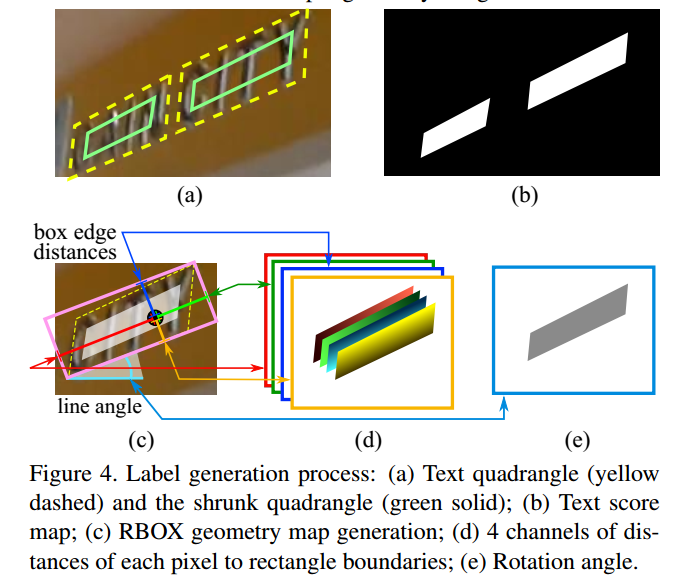 (a)
(b)
box edge
distances
line angle
(c)
(d)
(e)
Figure 4. Label generation process: (a) Text quadrangle (yellow
dashed) and the shrunk quadrangle (green solid); (b) Text score
map; (c) RBOX geometry map generation; (d) 4 channels of dis-
tances of each pixel to rectangle boundaries; (e) Rotation angle.